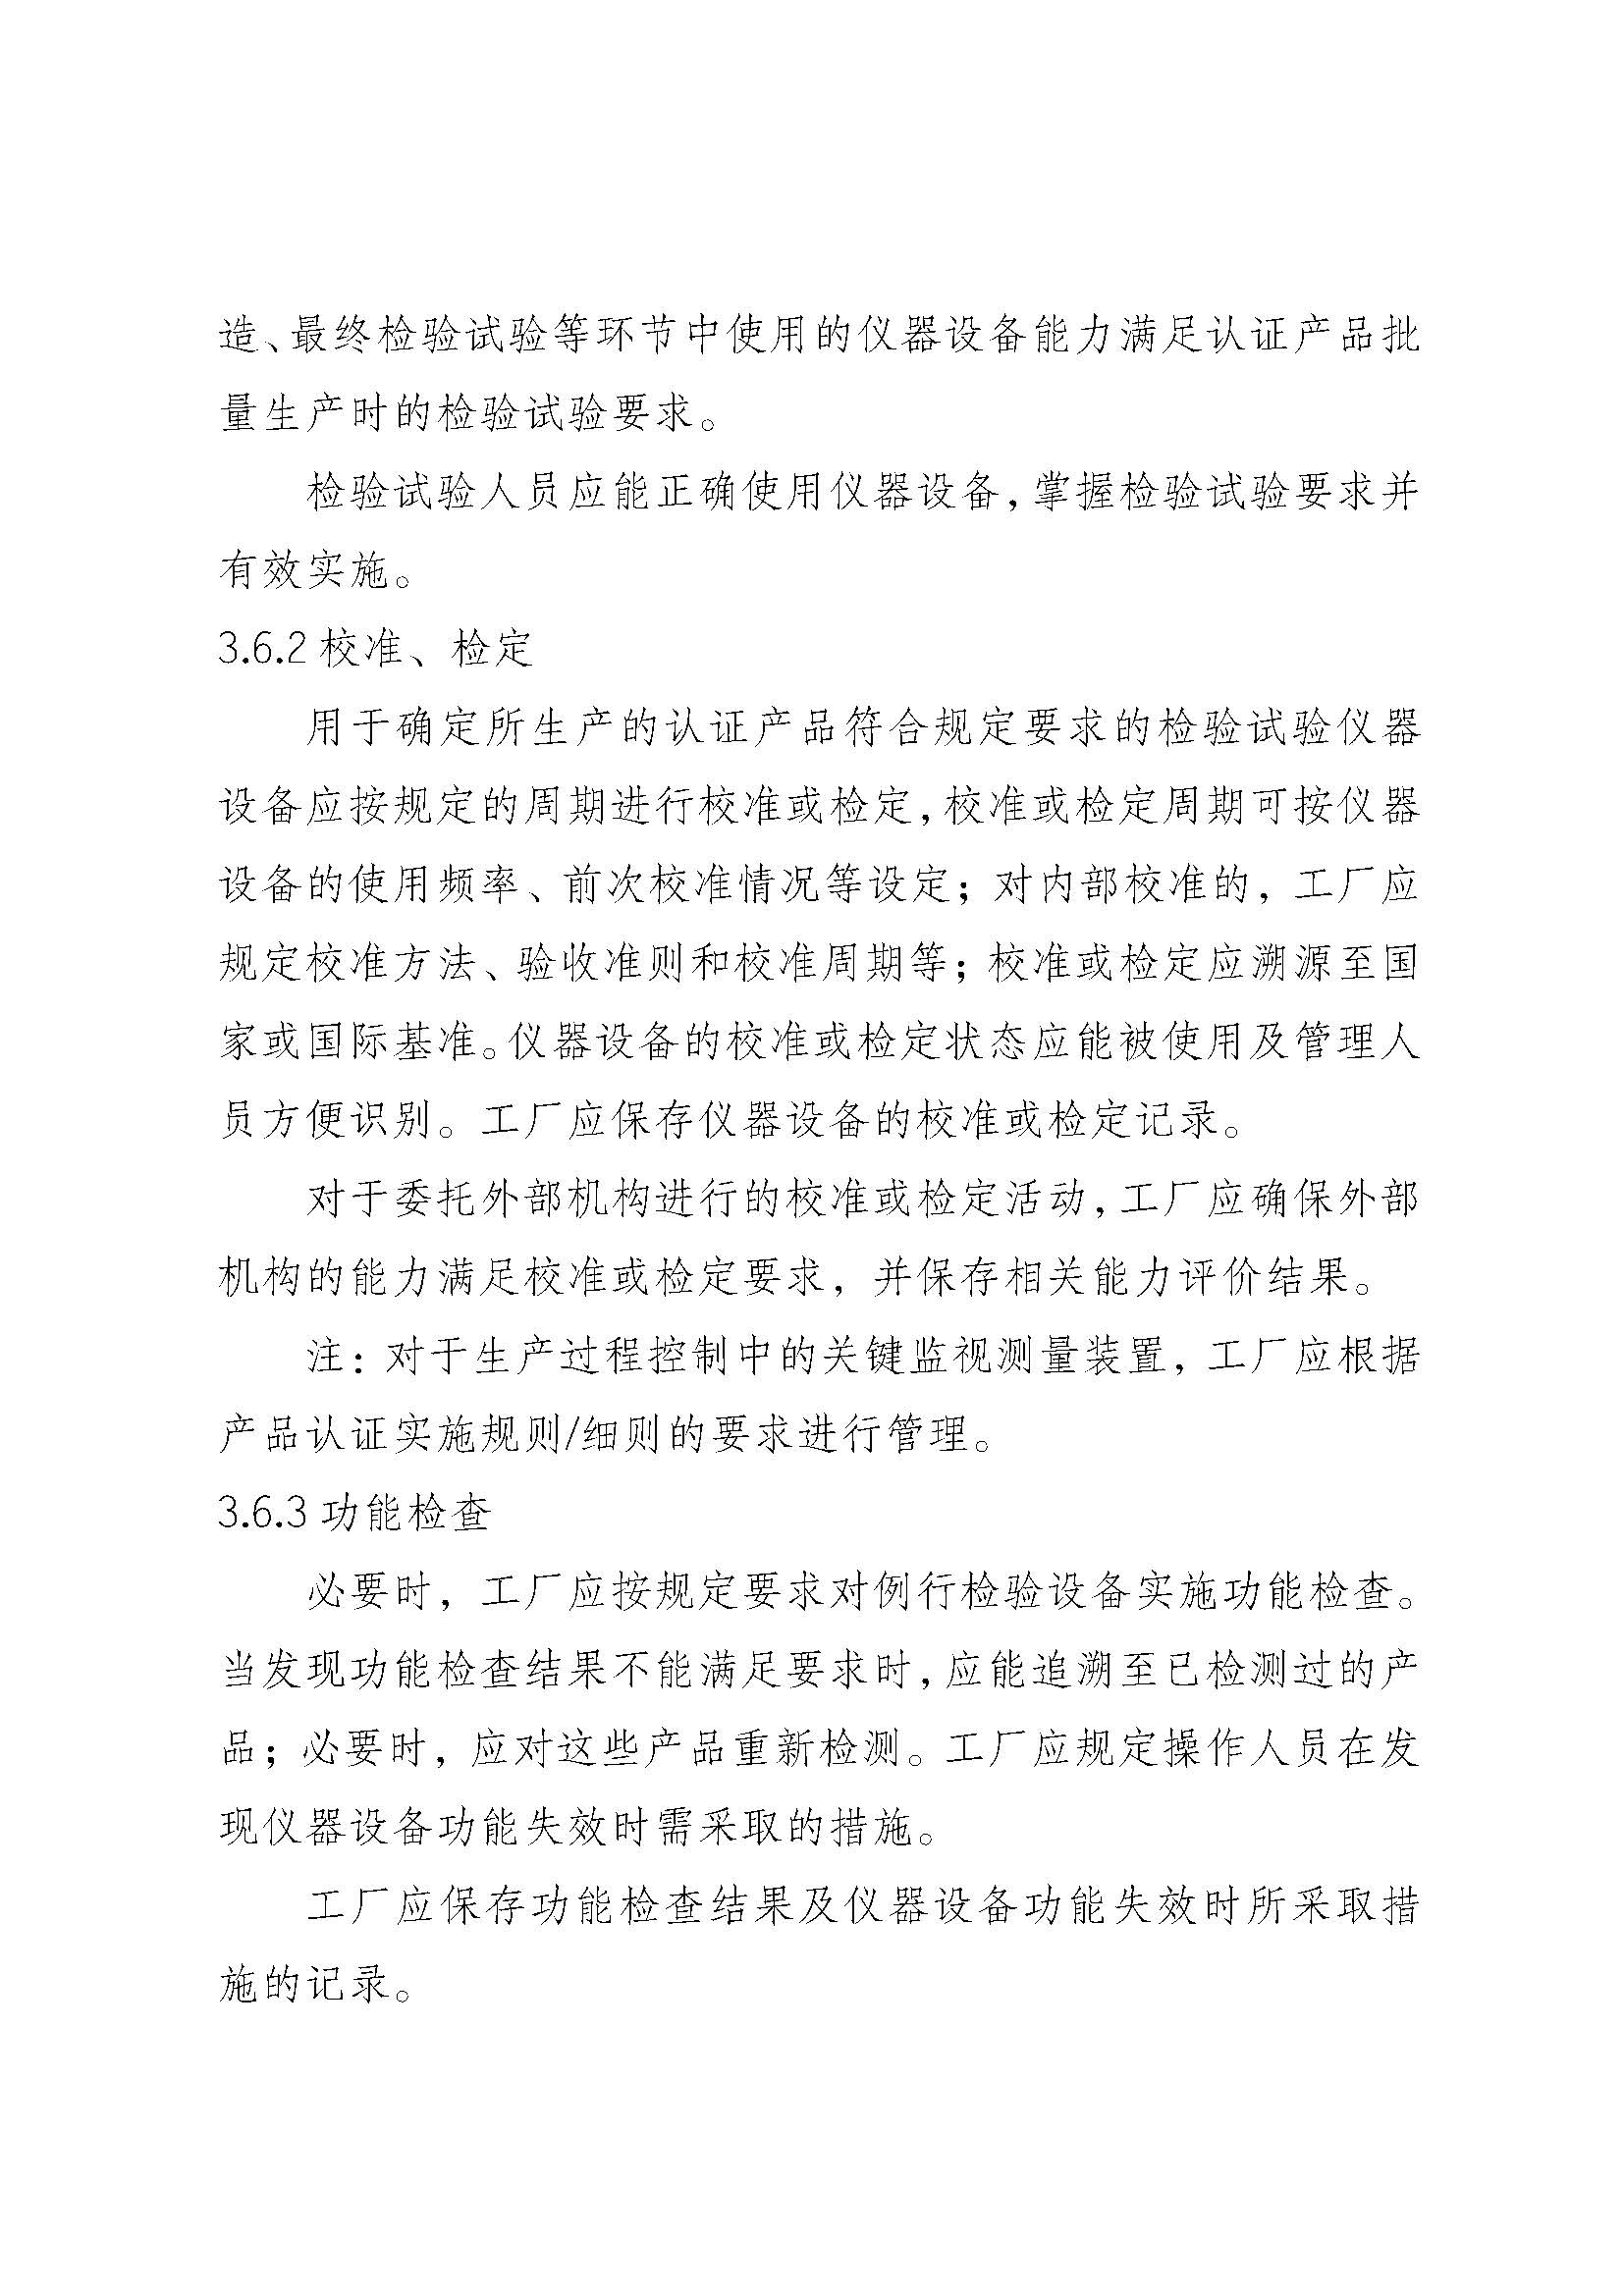 造、最终检验试验等环节中使用的仪器设备能力满足认证产品批
量生产时的检验试验要求。
检验试验人员应能正确使用仪器设备，掌握检验试验要求并
有效实施。
3.6.2 校准、检定
用于确定所生产的认证产品符合规定要求的检验试验仪器
设备应按规定的周期进行校准或检定，校准或检定周期可按仪器
设备的使用频率、前次校准情况等设定；对内部校准的，工厂应
规定校准方法、验收准则和校准周期等；校准或检定应溯源至国
家或国际基准。仪器设备的校准或检定状态应能被使用及管理人
员方便识别。工厂应保存仪器设备的校准或检定记录。
对于委托外部机构进行的校准或检定活动，工厂应确保外部
机构的能力满足校准或检定要求，并保存相关能力评价结果。
注：对于生产过程控制中的关键监视测量装置，工厂应根据
产品认证实施规则/细则的要求进行管理。
3.6.3 功能检查
必要时，工厂应按规定要求对例行检验设备实施功能检查。
当发现功能检查结果不能满足要求时，应能追溯至已检测过的产
品；必要时，应对这些产品重新检测。工厂应规定操作人员在发
现仪器设备功能失效时需采取的措施。
工厂应保存功能检查结果及仪器设备功能失效时所采取措
施的记录。